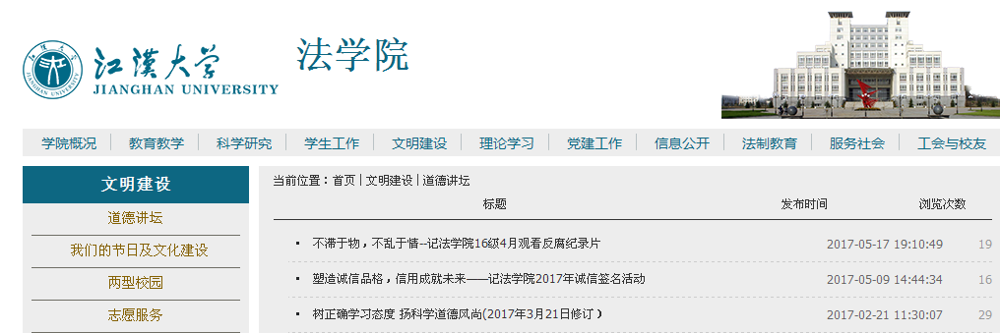 江漢大学
JIANGHAN UNIVERSITY
法学院
学院概况 教育教学 科学研究 学生工作 文明建设 理论学习 党建工作 信息公开 法制教育 服务社会 工会与校友
文明建设
道德讲坛
我们的节日及文化建设
两型校园
志愿服务
当前位置：首页 | 文明建设 | 道德讲坛
标题 发布时间 浏览次数
不滞于物，不乱于情--记法学院16级4月观看反腐纪录片 2017-05-17 19:10:49 19
塑造诚信品格，信用成就未来——记法学院2017年诚信签名活动 2017-05-09 14:44:34 16
树正确学习态度 扬科学道德风尚(2017年3月21日修订） 2017-02-21 11:30:07 29